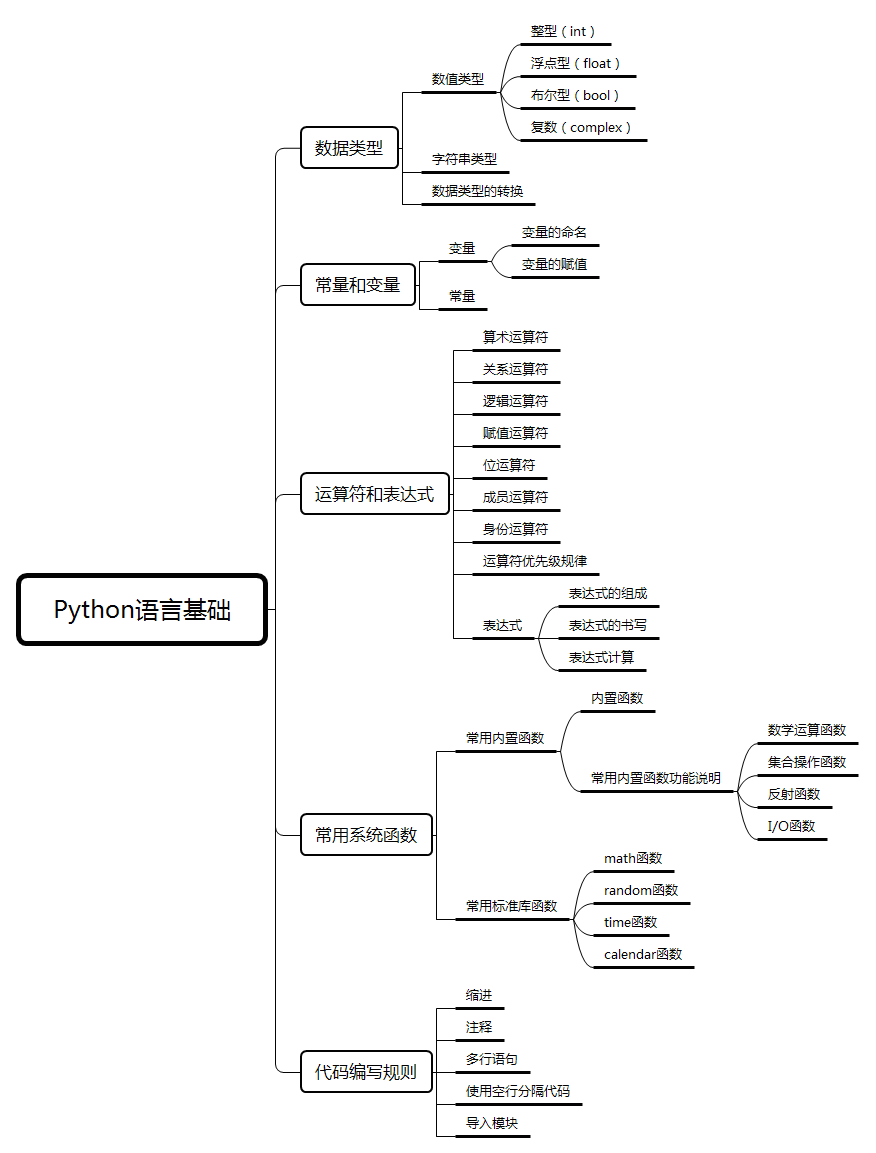 Python语言基础
数据类型
数值类型
整型（int）
浮点型（float）
布尔型（bool）
复数（complex）
字符串类型
数据类型的转换
常量和变量
变量
变量的命名
变量的赋值
常量
运算符和表达式
算术运算符
关系运算符
逻辑运算符
赋值运算符
位运算符
成员运算符
身份运算符
运算符优先级规律
表达式
表达式的组成
表达式的书写
表达式计算
常用系统函数
常用内置函数
内置函数
常用内置函数功能说明
数学运算函数
集合操作函数
反射函数
I/O函数
常用标准库函数
math函数
random函数
time函数
calendar函数
代码编写规则
缩进
注释
多行语句
使用空行分隔代码
导入模块